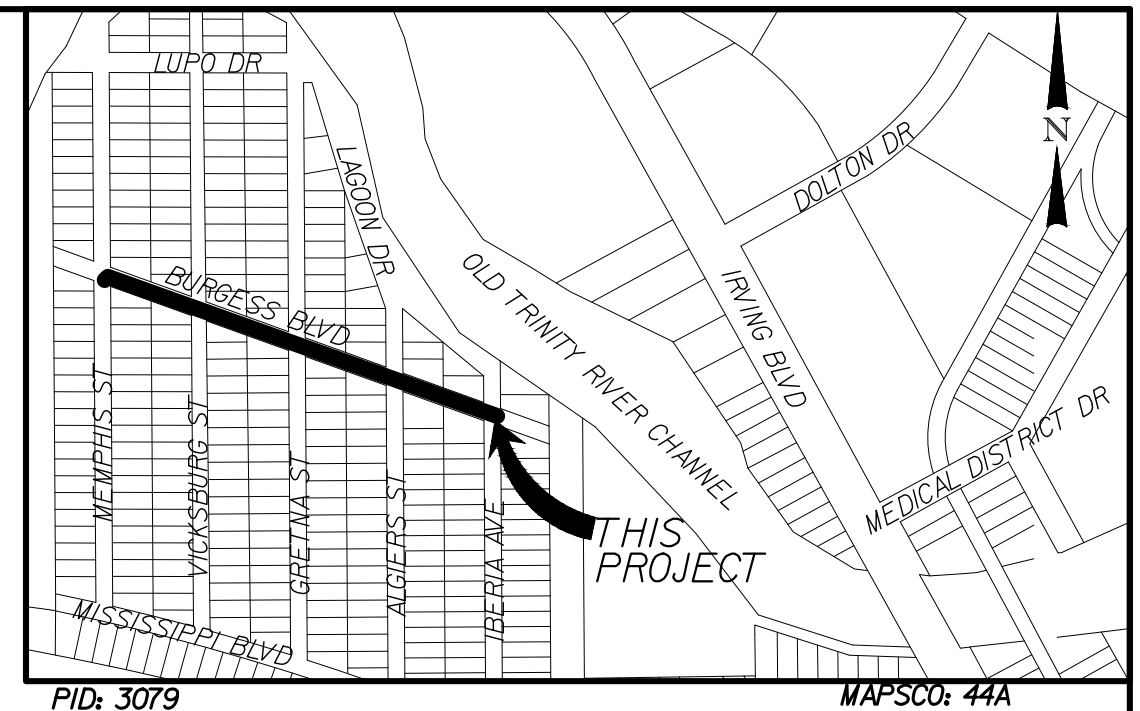 LUPO DR
N
LAGOON DR
DOLTON DR
BURGESS BLVD
OLD TRINITY RIVER CHANNEL
IRVING BLVD
MEMPHIS ST
VICKSBURG ST
GRETNA ST
ALGIERS ST
IBERIA AVE
MEDICAL DISTRICT DR
THIS
PROJECT
MISSISSIPPI BLVD
PID: 3079
MAPSCO: 44A